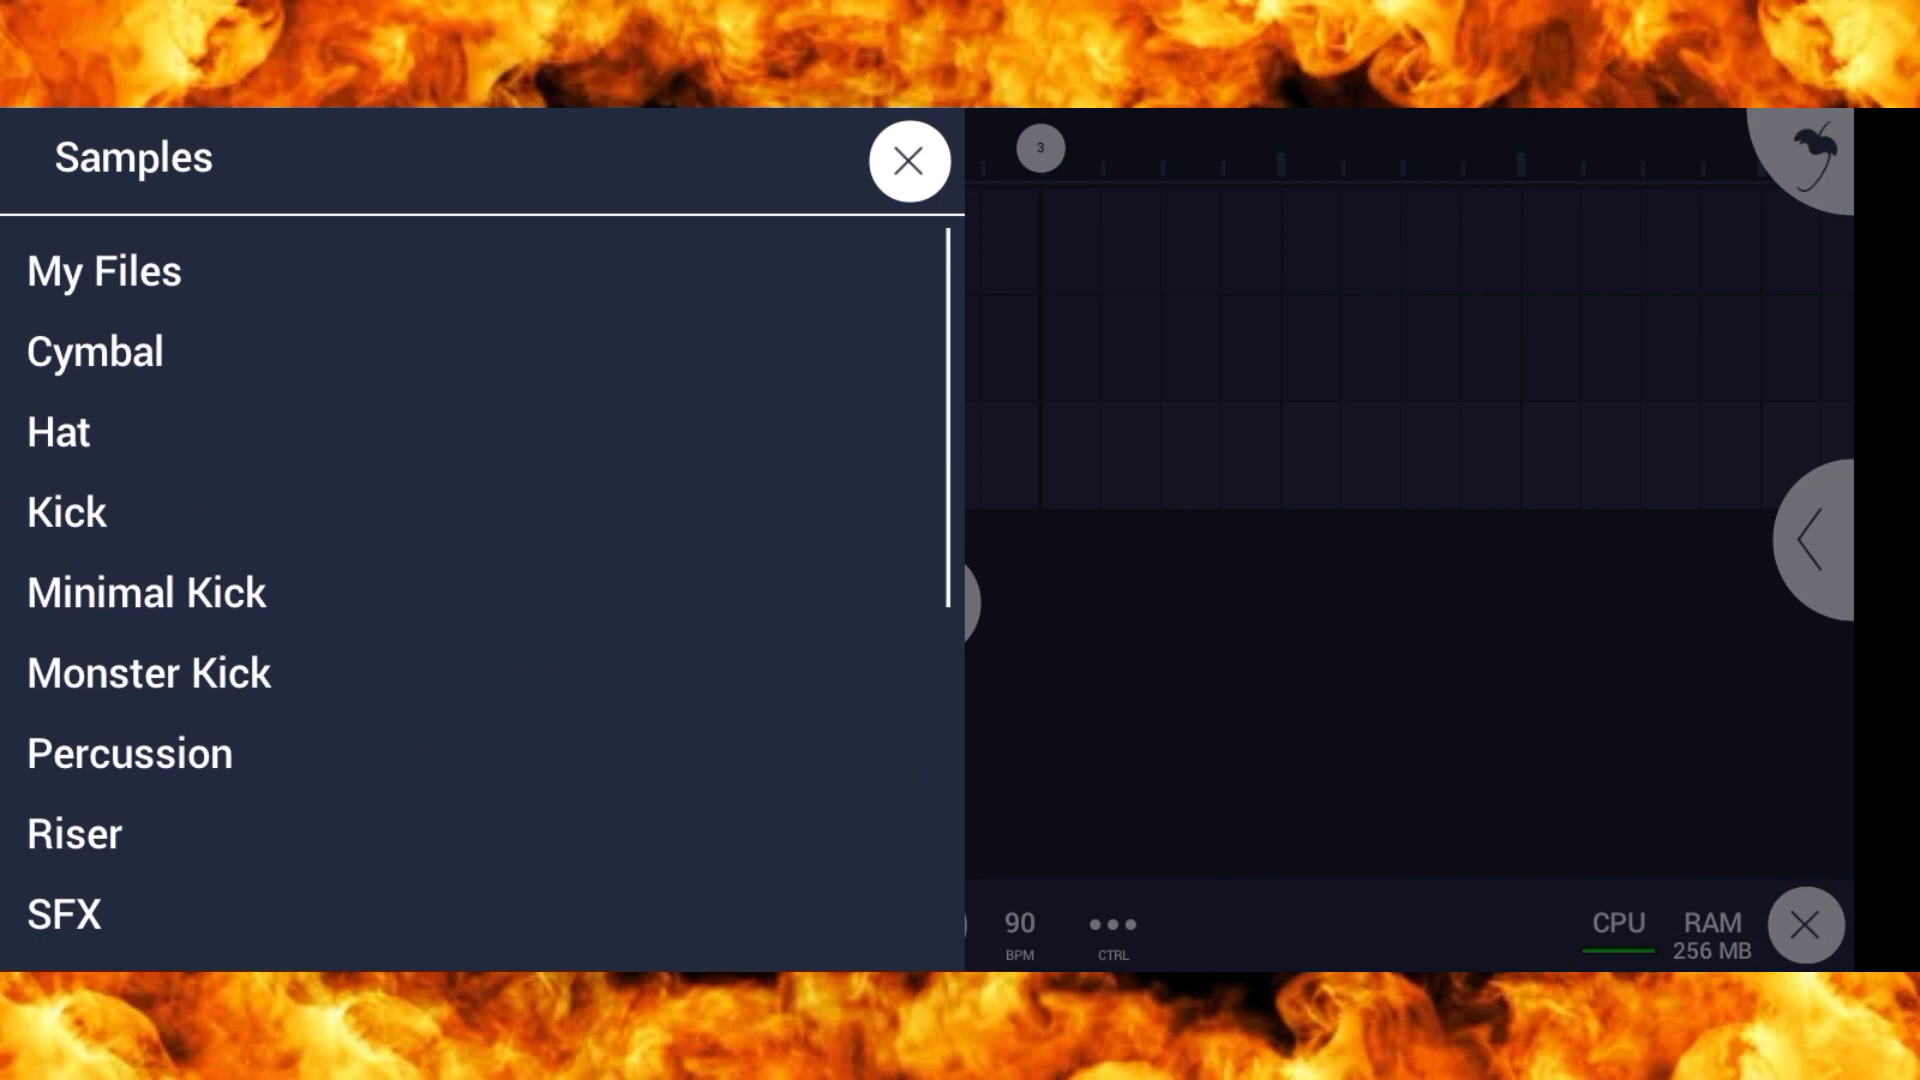 Samples
My Files
Cymbal
Hat
Kick
Minimal Kick
Monster Kick
Percussion
Riser
SFX
3
90
BPM
CTRL
CPU
RAM
256 MB